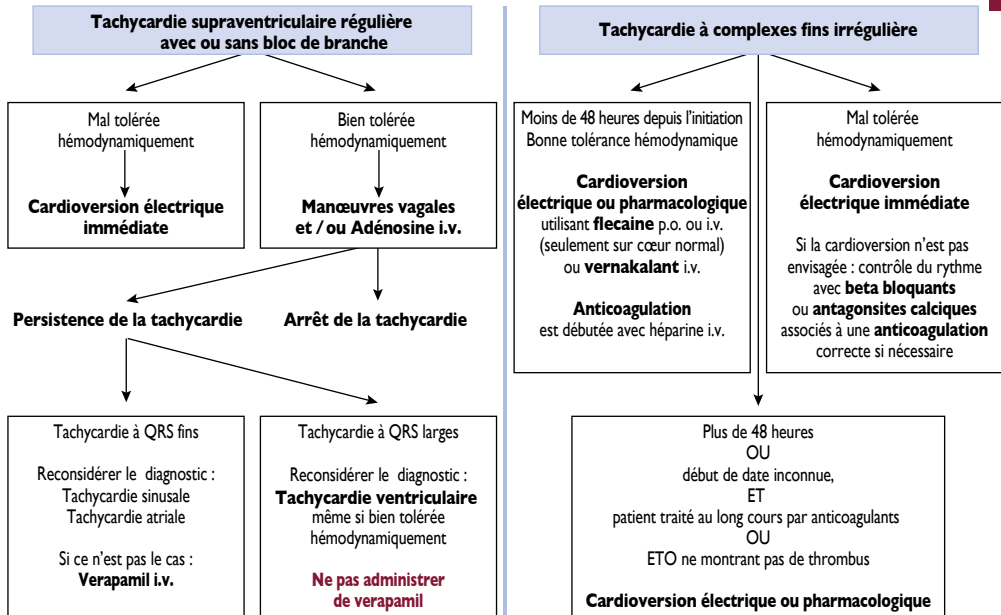 Tachycardie supraventriculaire régulière
avec ou sans bloc de branche
Mal tolérée
hémodynamiquement
Cardioversion électrique
immédiate
Bien tolérée
hémodynamiquement
Manœuvres vagales
et / ou Adénosine i.v.
Persistence de la tachycardie
Arrêt de la tachycardie
Tachycardie à QRS fins
Reconsidérer le diagnostic :
Tachycardie sinusale
Tachycardie atriale
Si ce n'est pas le cas :
Verapamil i.v.
Tachycardie à QRS larges
Reconsidérer le diagnostic :
Tachycardie ventriculaire
même si bien tolérée
hémodynamiquement
Ne pas administrer
de verapamil
Tachycardie à complexes fins irrégulière
Moins de 48 heures depuis l'initiation
Bonne tolérance hémodynamique
Cardioversion
électrique ou pharmacologique
utilisant flecaine p.o. ou i.v.
(seulement sur cœur normal)
ou vernakalant i.v.
Anticoagulation
est débutée avec héparine i.v.
Mal tolérée
hémodynamiquement
Cardioversion
électrique immédiate
Si la cardioversion n'est pas
envisagée : contrôle du rythme
avec beta bloquants
ou antagonsites calciques
associés à une anticoagulation
correcte si nécessaire
Plus de 48 heures
OU
début de date inconnue,
ET
patient traité au long cours par anticoagulants
OU
ETO ne montrant pas de thrombus
Cardioversion électrique ou pharmacologique